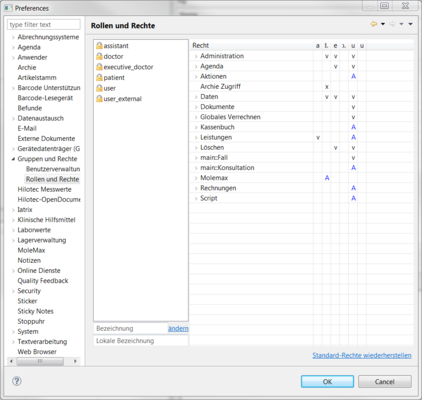 Preferences
type filter text
Abrechnungssysteme
Agenda
Anwender
Archie
Artikelstamm
Barcode Unterstützun
Barcode-Lesegerät
Befunde
Datenaustausch
E-Mail
Externe Dokumente
Gerätedatenträger (G
Gruppen und Rechte
Benutzerverwaltun
Rollen und Rechte
Hilotec Messwerte
Hilotec-OpenDocume
Iatrix
Klinische Hilfsmittel
Laborwerte
Lagerverwaltung
MoleMax
Notizen
Online Dienste
Quality Feedback
Security
Sticker
Sticky Notes
Stoppuhr
System
Textverarbeitung
Web Browser
Rollen und Rechte
assistant
doctor
executive_doctor
patient
user
user_external
Bezeichnung ändern
Lokale Bezeichnung
Recht a l. e ı. u u
Administration v v v
Agenda v v
Aktionen A
Archie Zugriff x
Daten v v v
Dokumente v
Globales Verrechnen v
Kassenbuch A
Leistungen A A
Löschen v v
main:Fall v
main:Konsultation A
Molemax A
Rechnungen A
Script A
Standard-Rechte wiederherstellen
OK Cancel